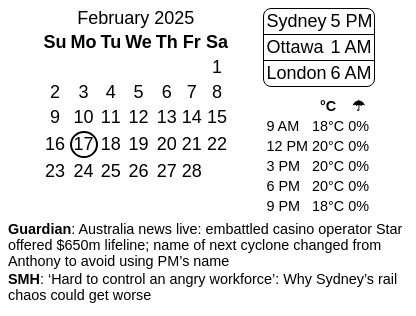 February 2025
Su Mo Tu We Th Fr Sa
1
2 3 4 5 6 7 8
9 10 11 12 13 14 15
16 17 18 19 20 21 22
23 24 25 26 27 28
Sydney 5 PM
Ottawa 1 AM
London 6 AM
°C ☂
9 AM 18°C 0%
12 PM 20°C 0%
3 PM 20°C 0%
6 PM 20°C 0%
9 PM 18°C 0%
Guardian: Australia news live: embattled casino operator Star
offered $650m lifeline; name of next cyclone changed from
Anthony to avoid using PM’s name
SMH: ‘Hard to control an angry workforce’: Why Sydney’s rail
chaos could get worse